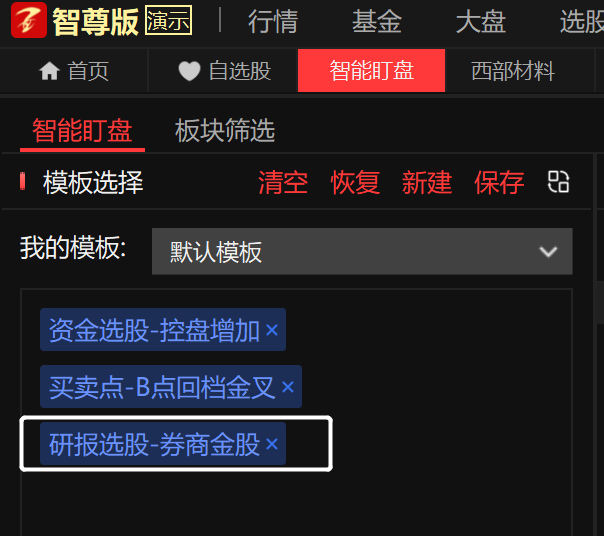 智尊版 演示 | 行情 基金 大盘 选股
首页 自选股 智能盯盘 西部材料
智能盯盘 板块筛选
模板选择 清空 恢复 新建 保存
我的模板: 默认模板
资金选股-控盘增加×
买卖点-B点回档金叉×
研报选股-券商金股×